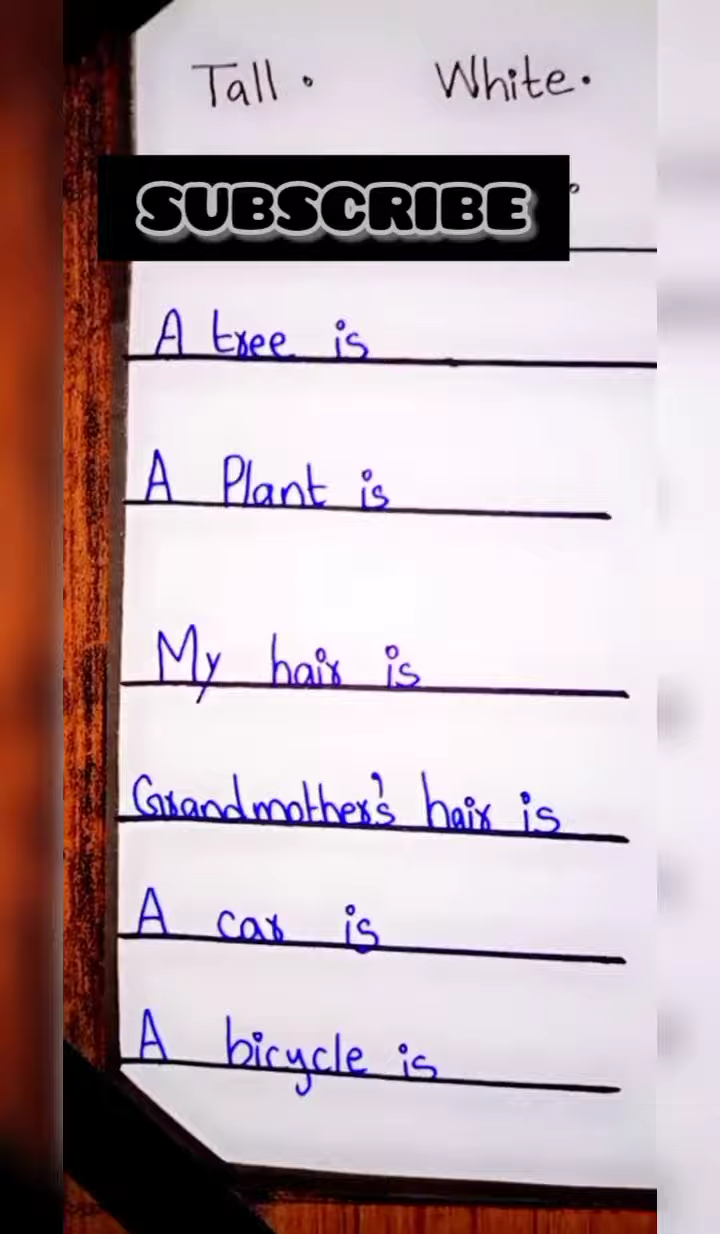 Tall. White.
SUBSCRIBE
A tree is
A Plant is
My hair is
Grandmother's hair is
A car is
A bicycle is